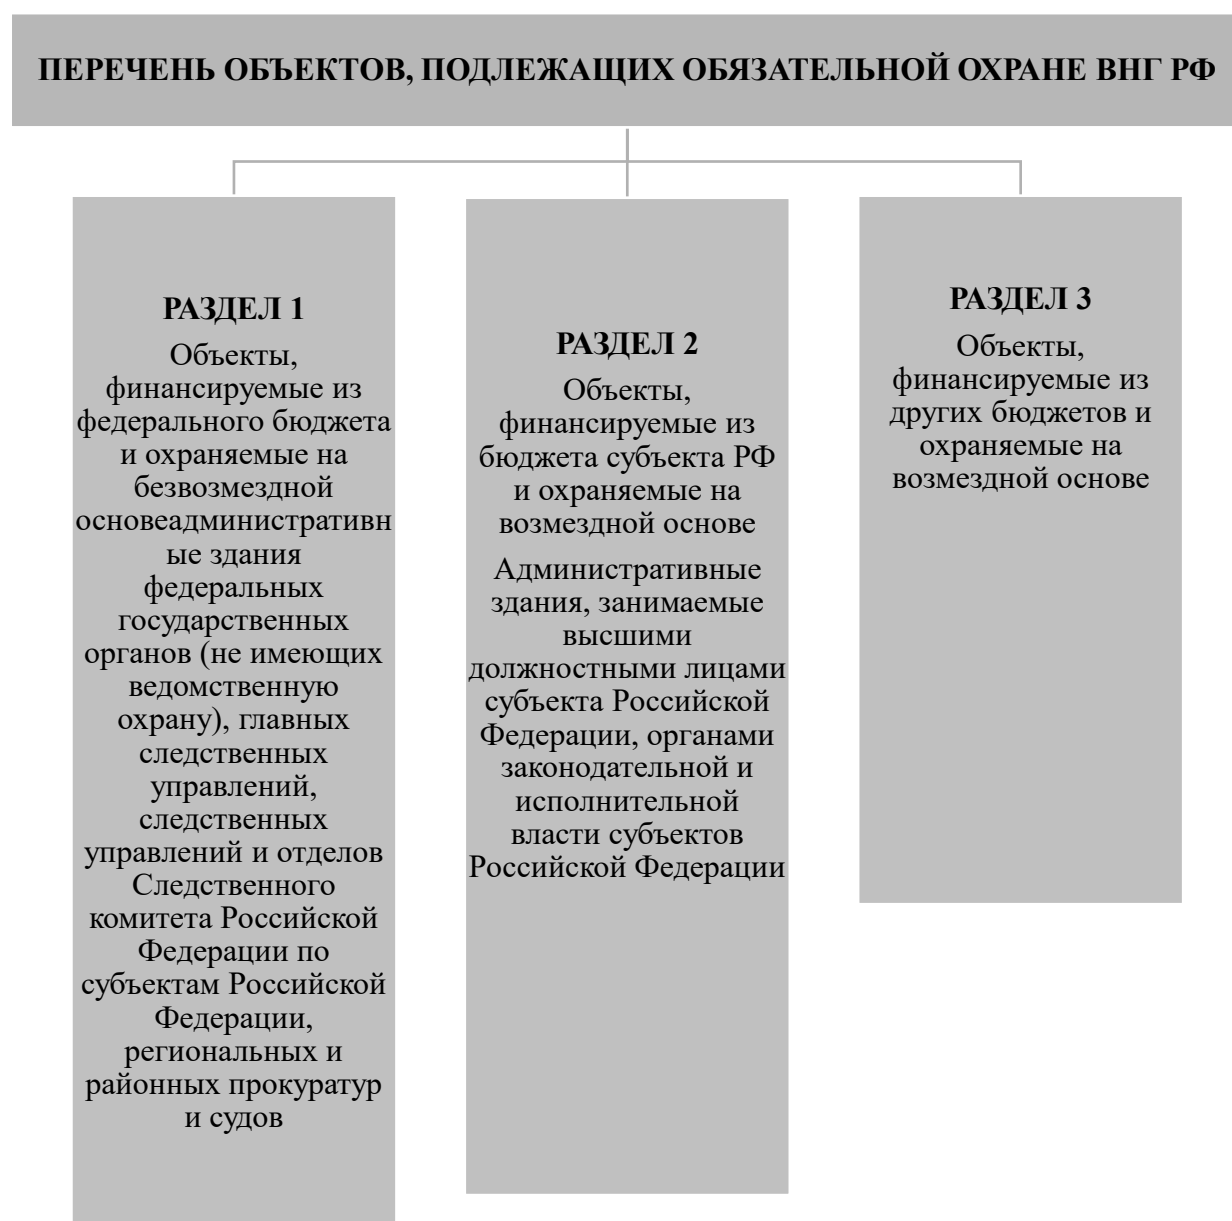 ПЕРЕЧЕНЬ ОБЪЕКТОВ, ПОДЛЕЖАЩИХ ОБЯЗАТЕЛЬНОЙ ОХРАНЕ ВНГ РФ
РАЗДЕЛ 1
Объекты,
финансируемые из
федерального бюджета
и охраняемые на
безвозмездной
основеадминистративн
ые здания
федеральных
государственных
органов (не имеющих
ведомственную
охрану), главных
следственных
управлений,
следственных
управлений и отделов
Следственного
комитета Российской
Федерации по
субъектам Российской
Федерации,
региональных и
районных прокуратур
и судов
РАЗДЕЛ 2
Объекты,
финансируемые из
бюджета субъекта РФ
и охраняемые на
возмездной основе
Административные
здания, занимаемые
высшими
должностными лицами
субъекта Российской
Федерации, органами
законодательной и
исполнительной
власти субъектов
Российской Федерации
РАЗДЕЛ 3
Объекты,
финансируемые из
других бюджетов и
охраняемые на
возмездной основе